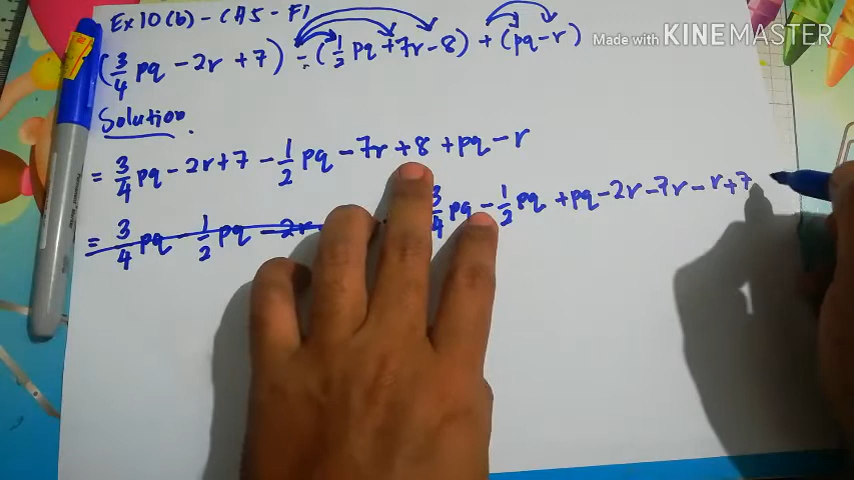 Ex 10 (b) - CH5 - F1
Made with KINEMASTER
(3/4 pq - 2r + 7) - (1/2 pq + 7r - 8) + (pq - r)
Solution.
= 3/4 pq - 2r + 7 - 1/2 pq - 7r + 8 + pq - r
3/4 pq - 1/2 pq + pq - 2r - 7r - r + 7
= 3/4 pq - 1/2 pq - 2r